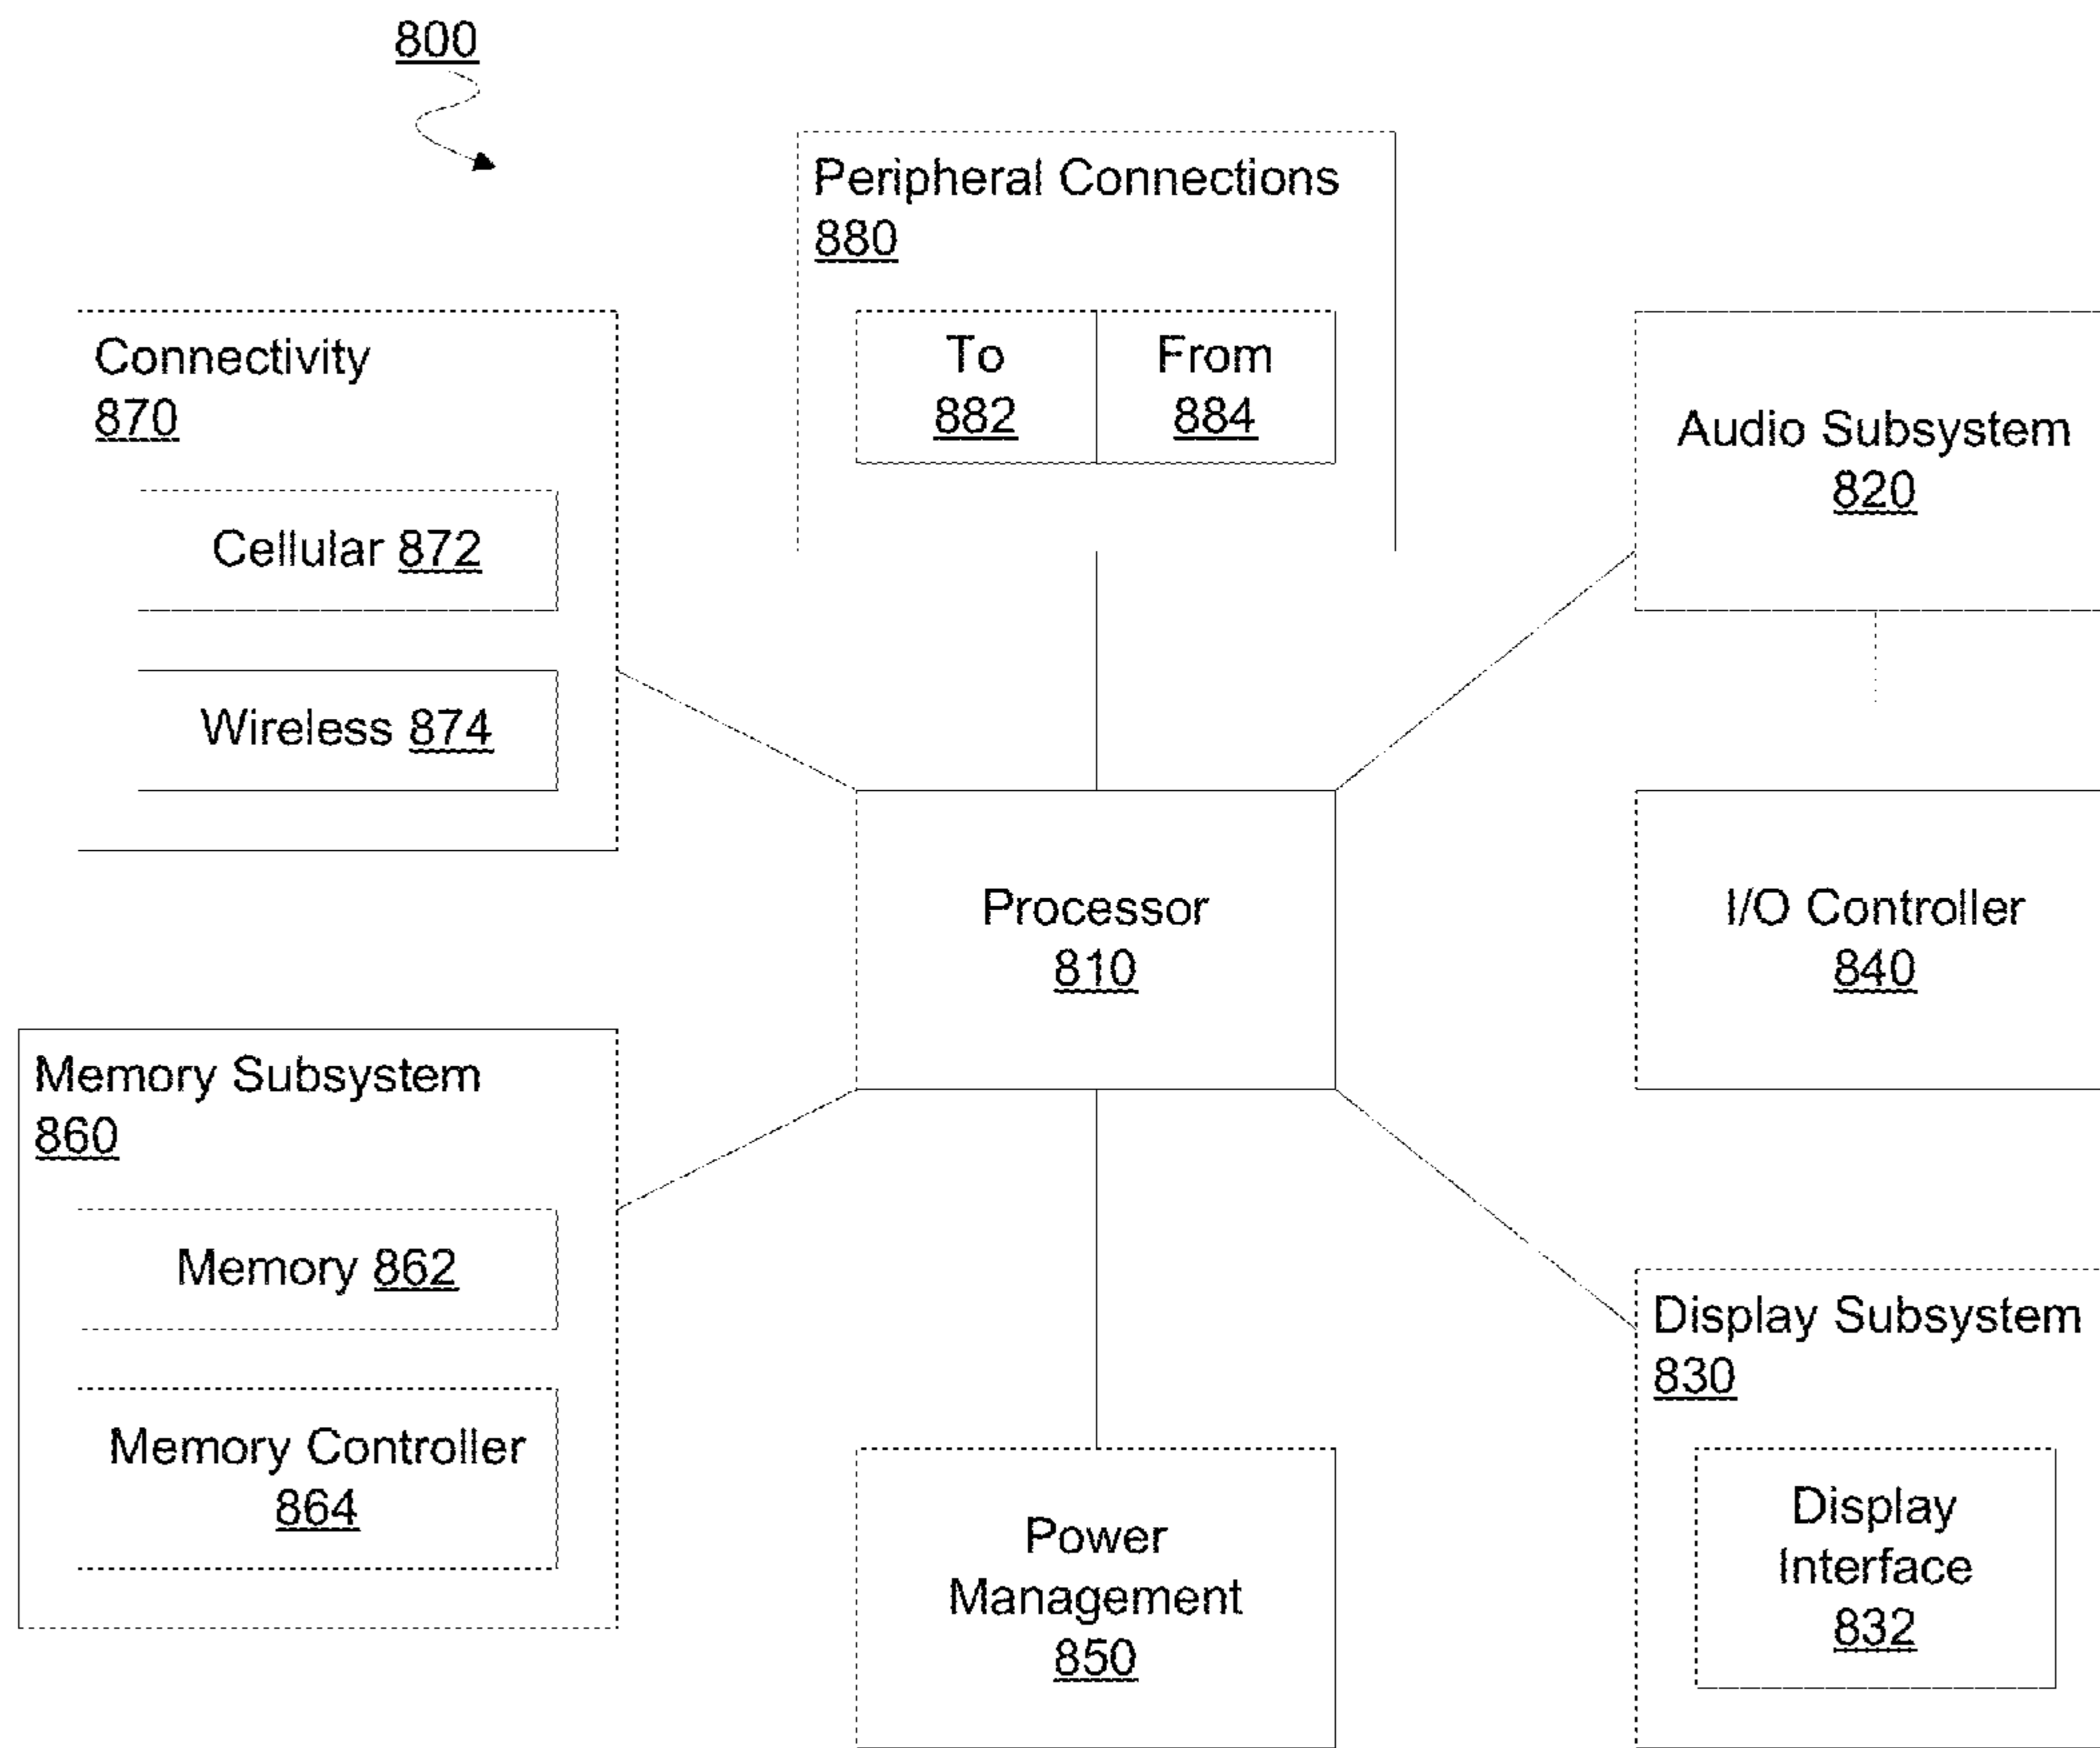 800
Peripheral Connections
880
To
882
From
884
Connectivity
870
Cellular 872
Wireless 874
Audio Subsystem
820
Processor
810
I/O Controller
840
Memory Subsystem
860
Memory 862
Memory Controller
864
Power
Management
850
Display Subsystem
830
Display
Interface
832